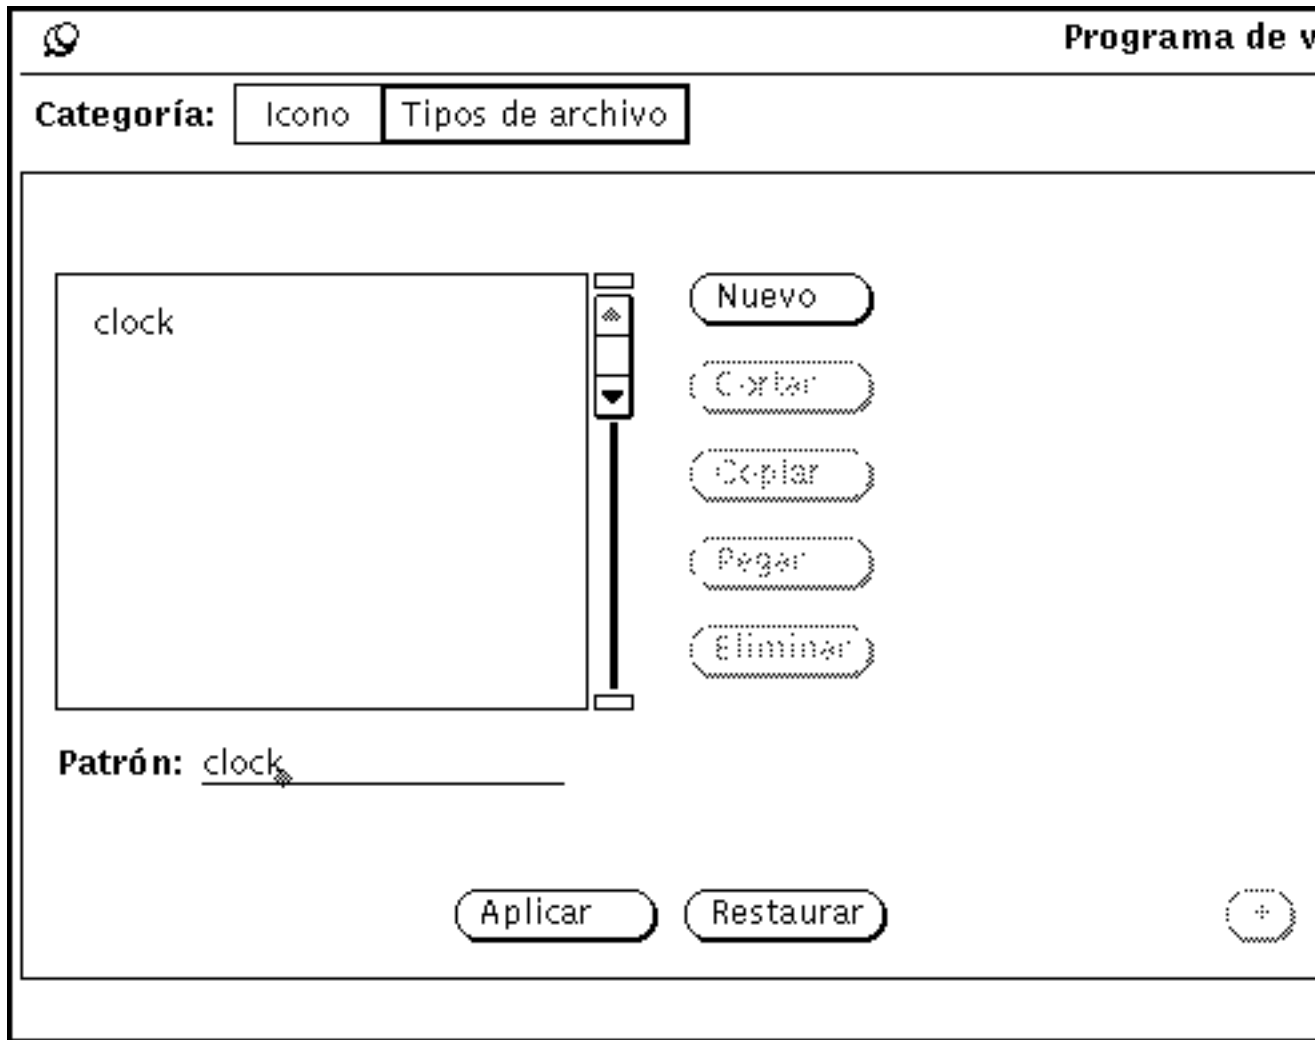 Programa de v
Categoría: Icono Tipos de archivo
clock
Nuevo
Cortar
Copiar
Pegar
Eliminar
Patrón: clock
Aplicar Restaurar +